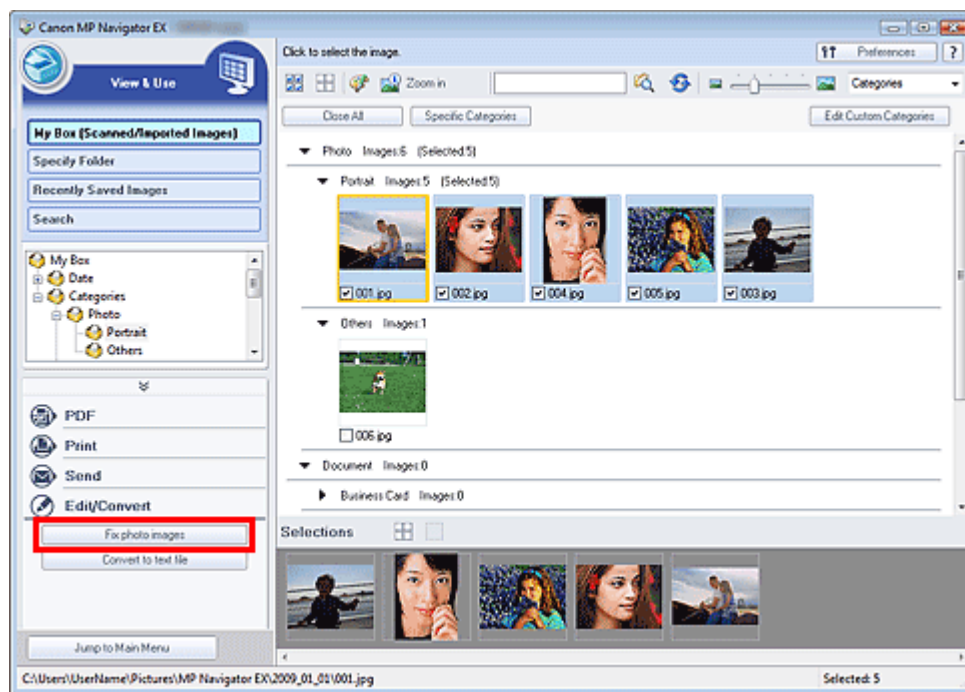 Canon MP Navigator EX
View & Use
My Box (Scanned/Imported Images)
Specify Folder
Recently Saved Images
Search
My Box
Date
Categories
Photo
Portrait
Others
PDF
Print
Send
Edit/Convert
Fix photo images
Convert to text file
Jump to Main Menu
Click to select the image.
Preferences
?
Zoom in
Categories
Close All
Specific Categories
Edit Custom Categories
Photo Images:6 (Selected:5)
Portrait Images:5 (Selected:5)
001.jpg 002.jpg 004.jpg 005.jpg 003.jpg
Others Images:1
006.jpg
Document Images:0
Business Card Images:0
Selections
C:\Users\UserName\Pictures\MP Navigator EX\2009_01_01\001.jpg
Selected: 5